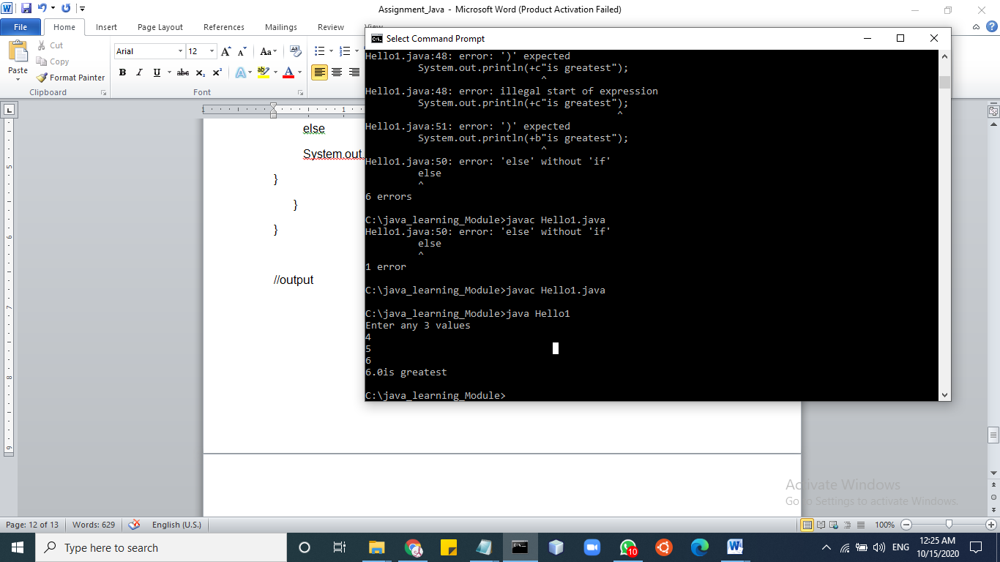 Assignment_Java - Microsoft Word (Product Activation Failed)
File Home Insert Page Layout References Mailings Review View
Paste
Cut
Copy
Format Painter
Clipboard
Arial 12
Font
Select Command Prompt
Hello1.java:48: error: ')' expected
System.out.println(+c"is greatest");
^
Hello1.java:48: error: illegal start of expression
System.out.println(+c"is greatest");
^
Hello1.java:51: error: ')' expected
System.out.println(+b"is greatest");
^
Hello1.java:50: error: 'else' without 'if'
else
^
6 errors
C:\java_learning_Module>javac Hello1.java
Hello1.java:50: error: 'else' without 'if'
else
^
1 error
C:\java_learning_Module>javac Hello1.java
C:\java_learning_Module>java Hello1
Enter any 3 values
4
5
6
6.0is greatest
C:\java_learning_Module>
else
System.out
}
}
}
//output
Activate Windows
Go to Settings to activate Windows.
Page: 12 of 13 Words: 629 English (U.S.) 100%
Type here to search
10
ENG
12:25 AM
10/15/2020